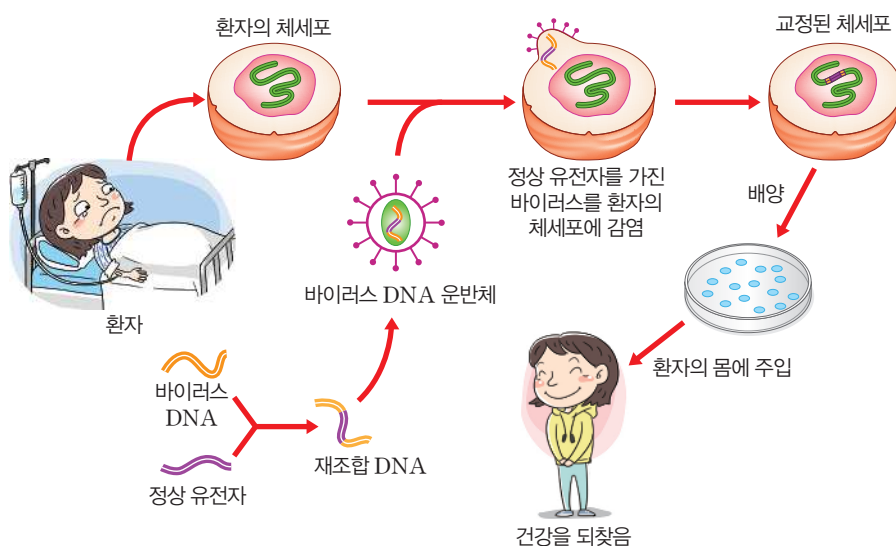 환자의 체세포
교정된 체세포
정상 유전자를 가진
바이러스를 환자의
체세포에 감염
배양
바이러스 DNA 운반체
환자
환자의 몸에 주입
바이러스
DNA
재조합 DNA
정상 유전자
건강을 되찾음